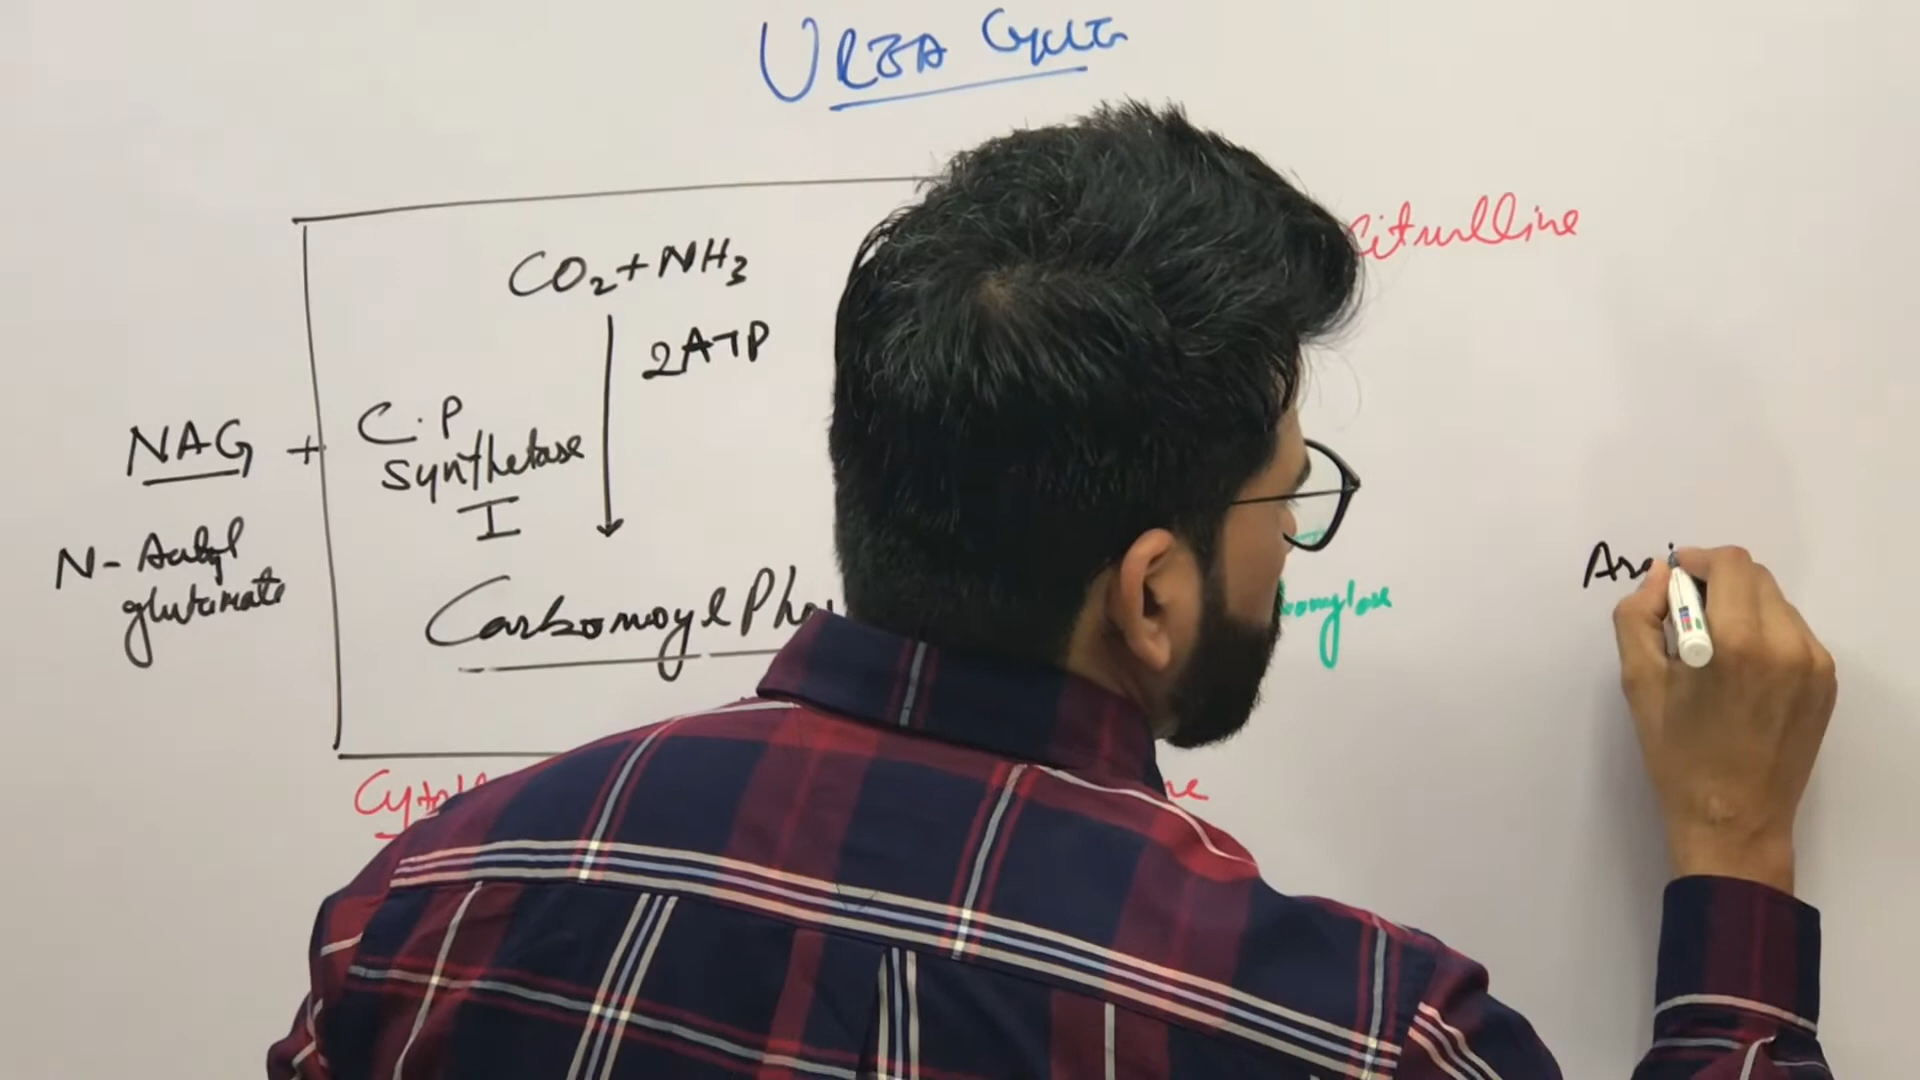 UREA Cycle
CO₂+NH₃
2ATP
Citrulline
NAG +
C.P
synthetase
I
N-Acetyl
glutamate
Carbomoyl Pho